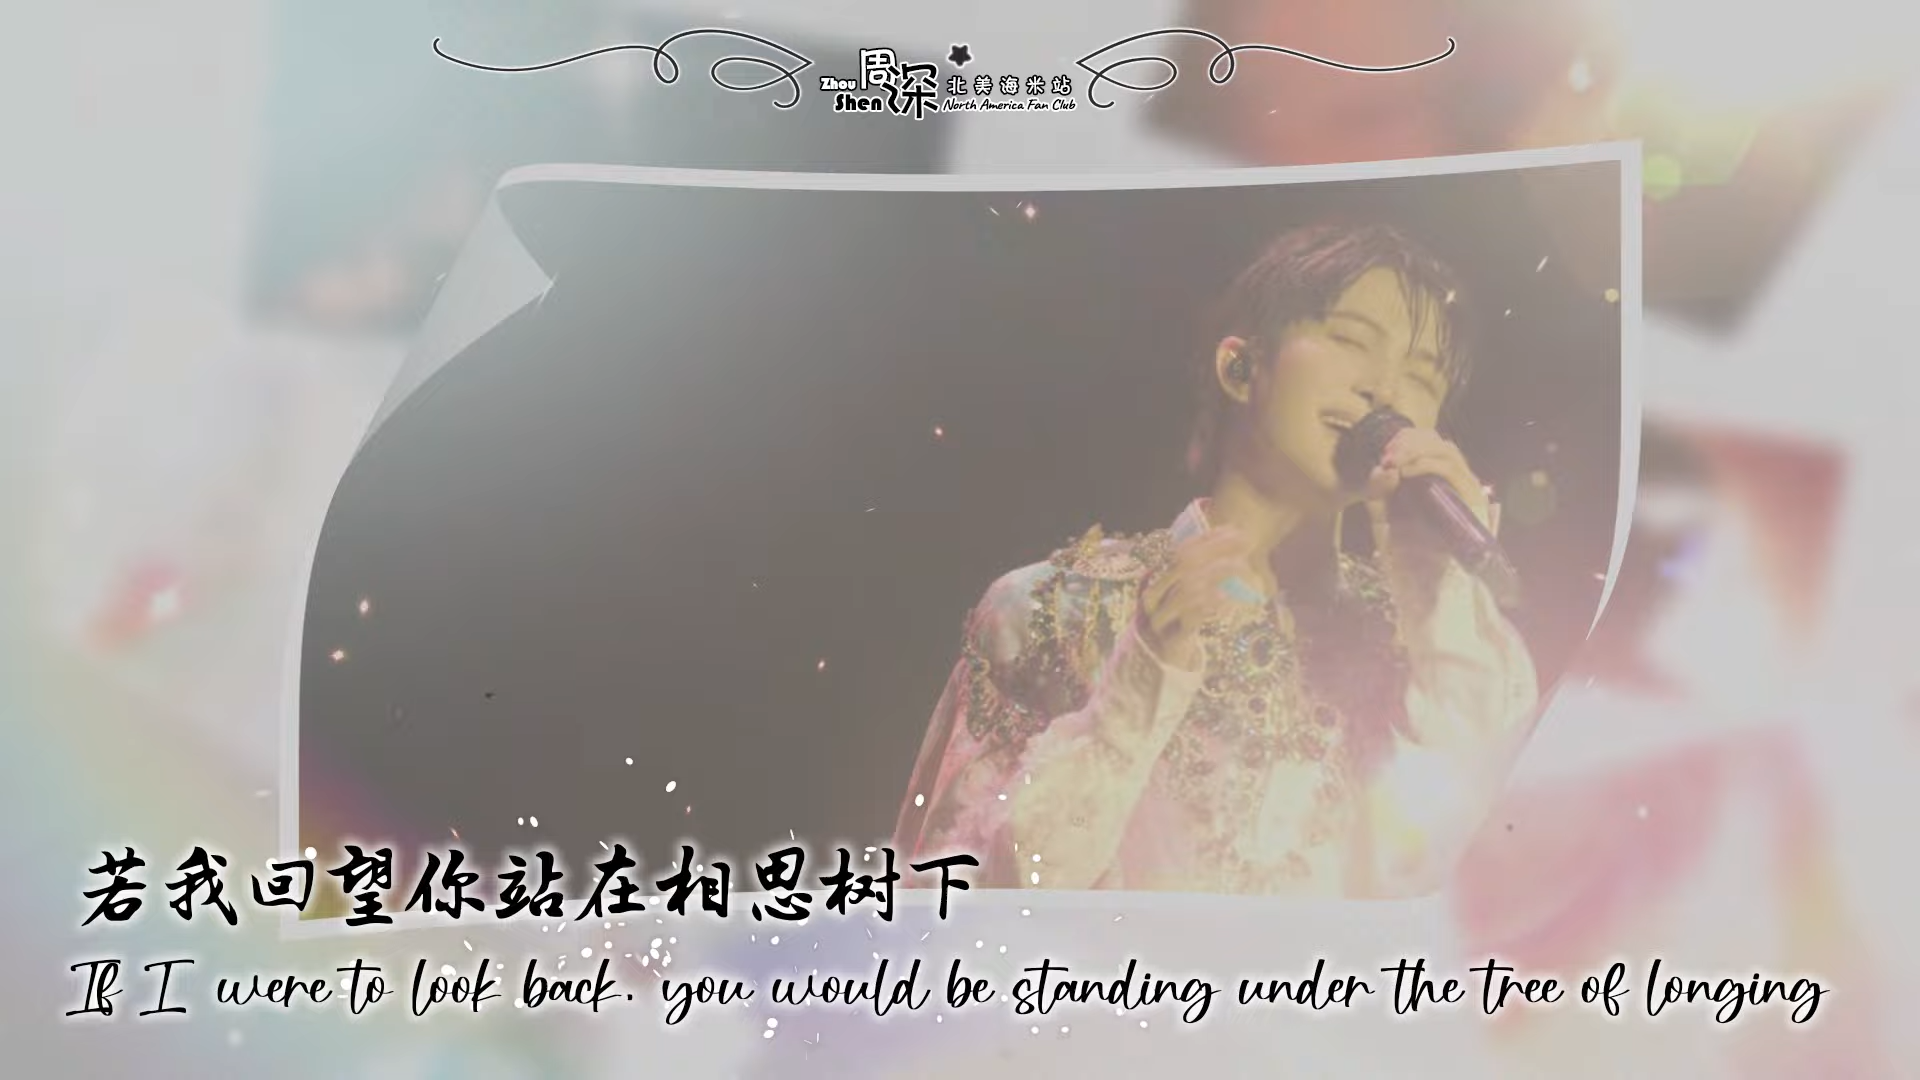 Zhou Shen 周深 北美海米站
North America Fan Club
若我回望你站在相思树下
If I were to look back, you would be standing under the tree of longing